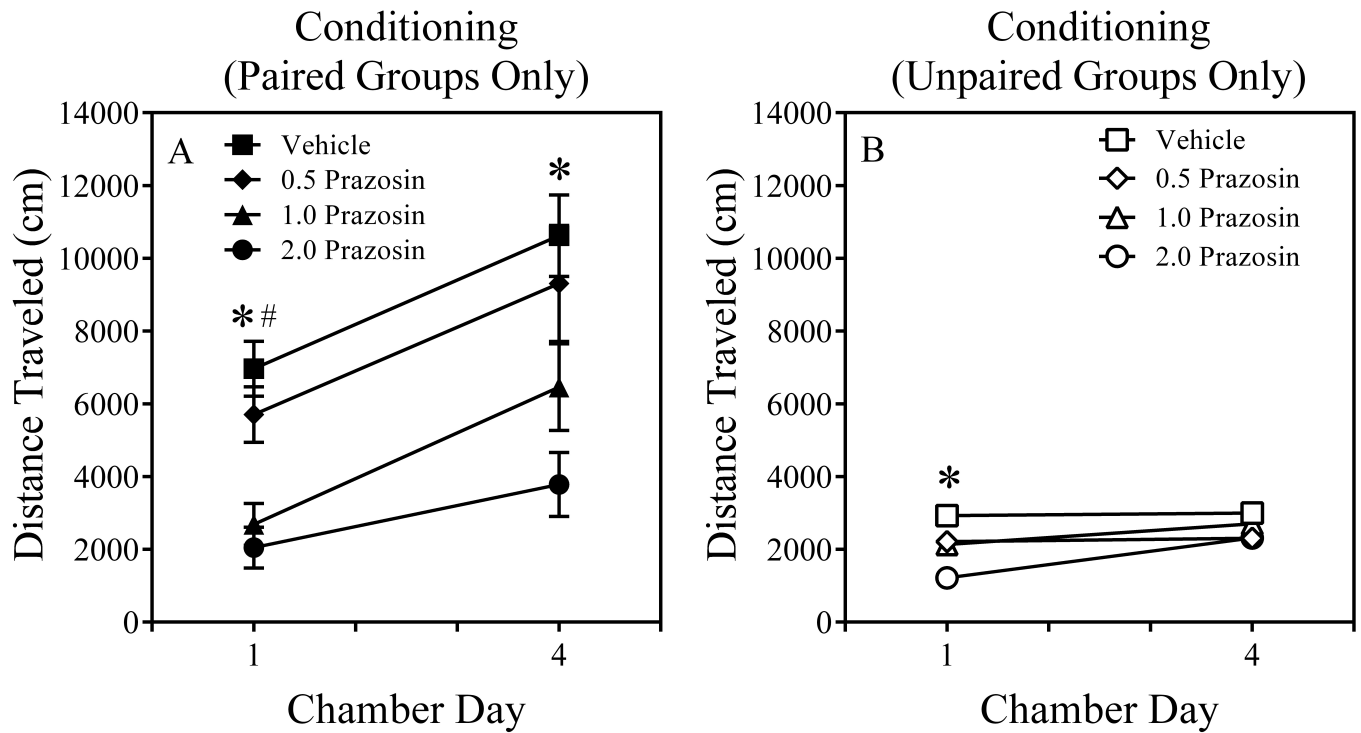 Conditioning
(Paired Groups Only)
14000
12000
10000
8000
6000
4000
2000
0
Distance Traveled (cm)
A
Vehicle
0.5 Prazosin
1.0 Prazosin
2.0 Prazosin
*#
*
1
4
Chamber Day
Conditioning
(Unpaired Groups Only)
14000
12000
10000
8000
6000
4000
2000
0
Distance Traveled (cm)
B
Vehicle
0.5 Prazosin
1.0 Prazosin
2.0 Prazosin
*
1
4
Chamber Day